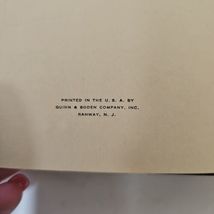 PRINTED IN THE U. S. A. BY
QUINN & BODEN COMPANY, INC.
RAHWAY, N. J.